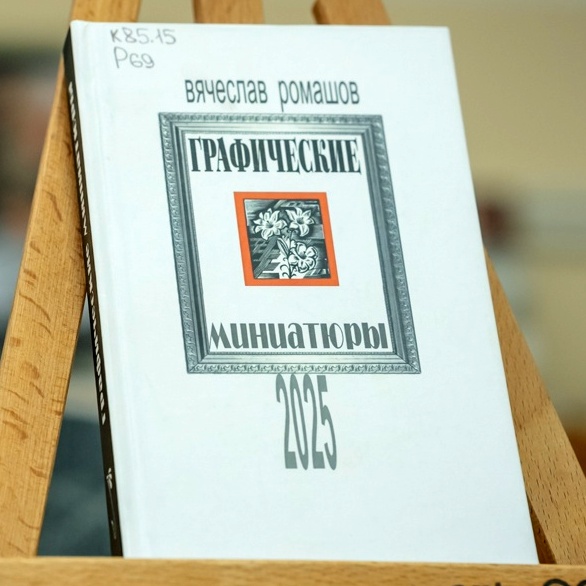 к85.15
Р69
вячеслав ромашов
ГРАФИЧЕСКИЕ
миниатюры
2025